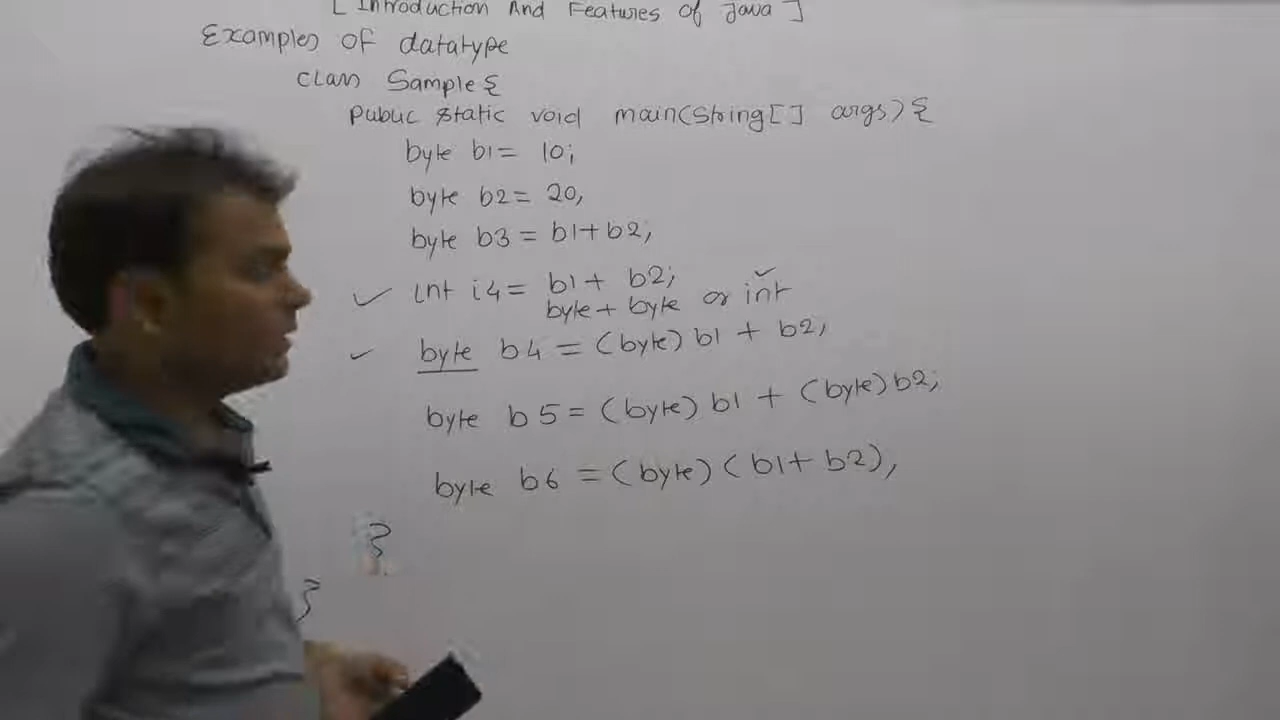 [ Introduction And Features of Java ]
Examples of datatype
class Sample {
public static void main(String[] args) {
byte b1 = 10;
byte b2 = 20;
byte b3 = b1+b2;
✓ int i4 = b1 + b2; ✓
byte + byte or int
✓ byte b4 = (byte) b1 + b2;
byte b5 = (byte) b1 + (byte) b2;
byte b6 = (byte) (b1+ b2);
}
}